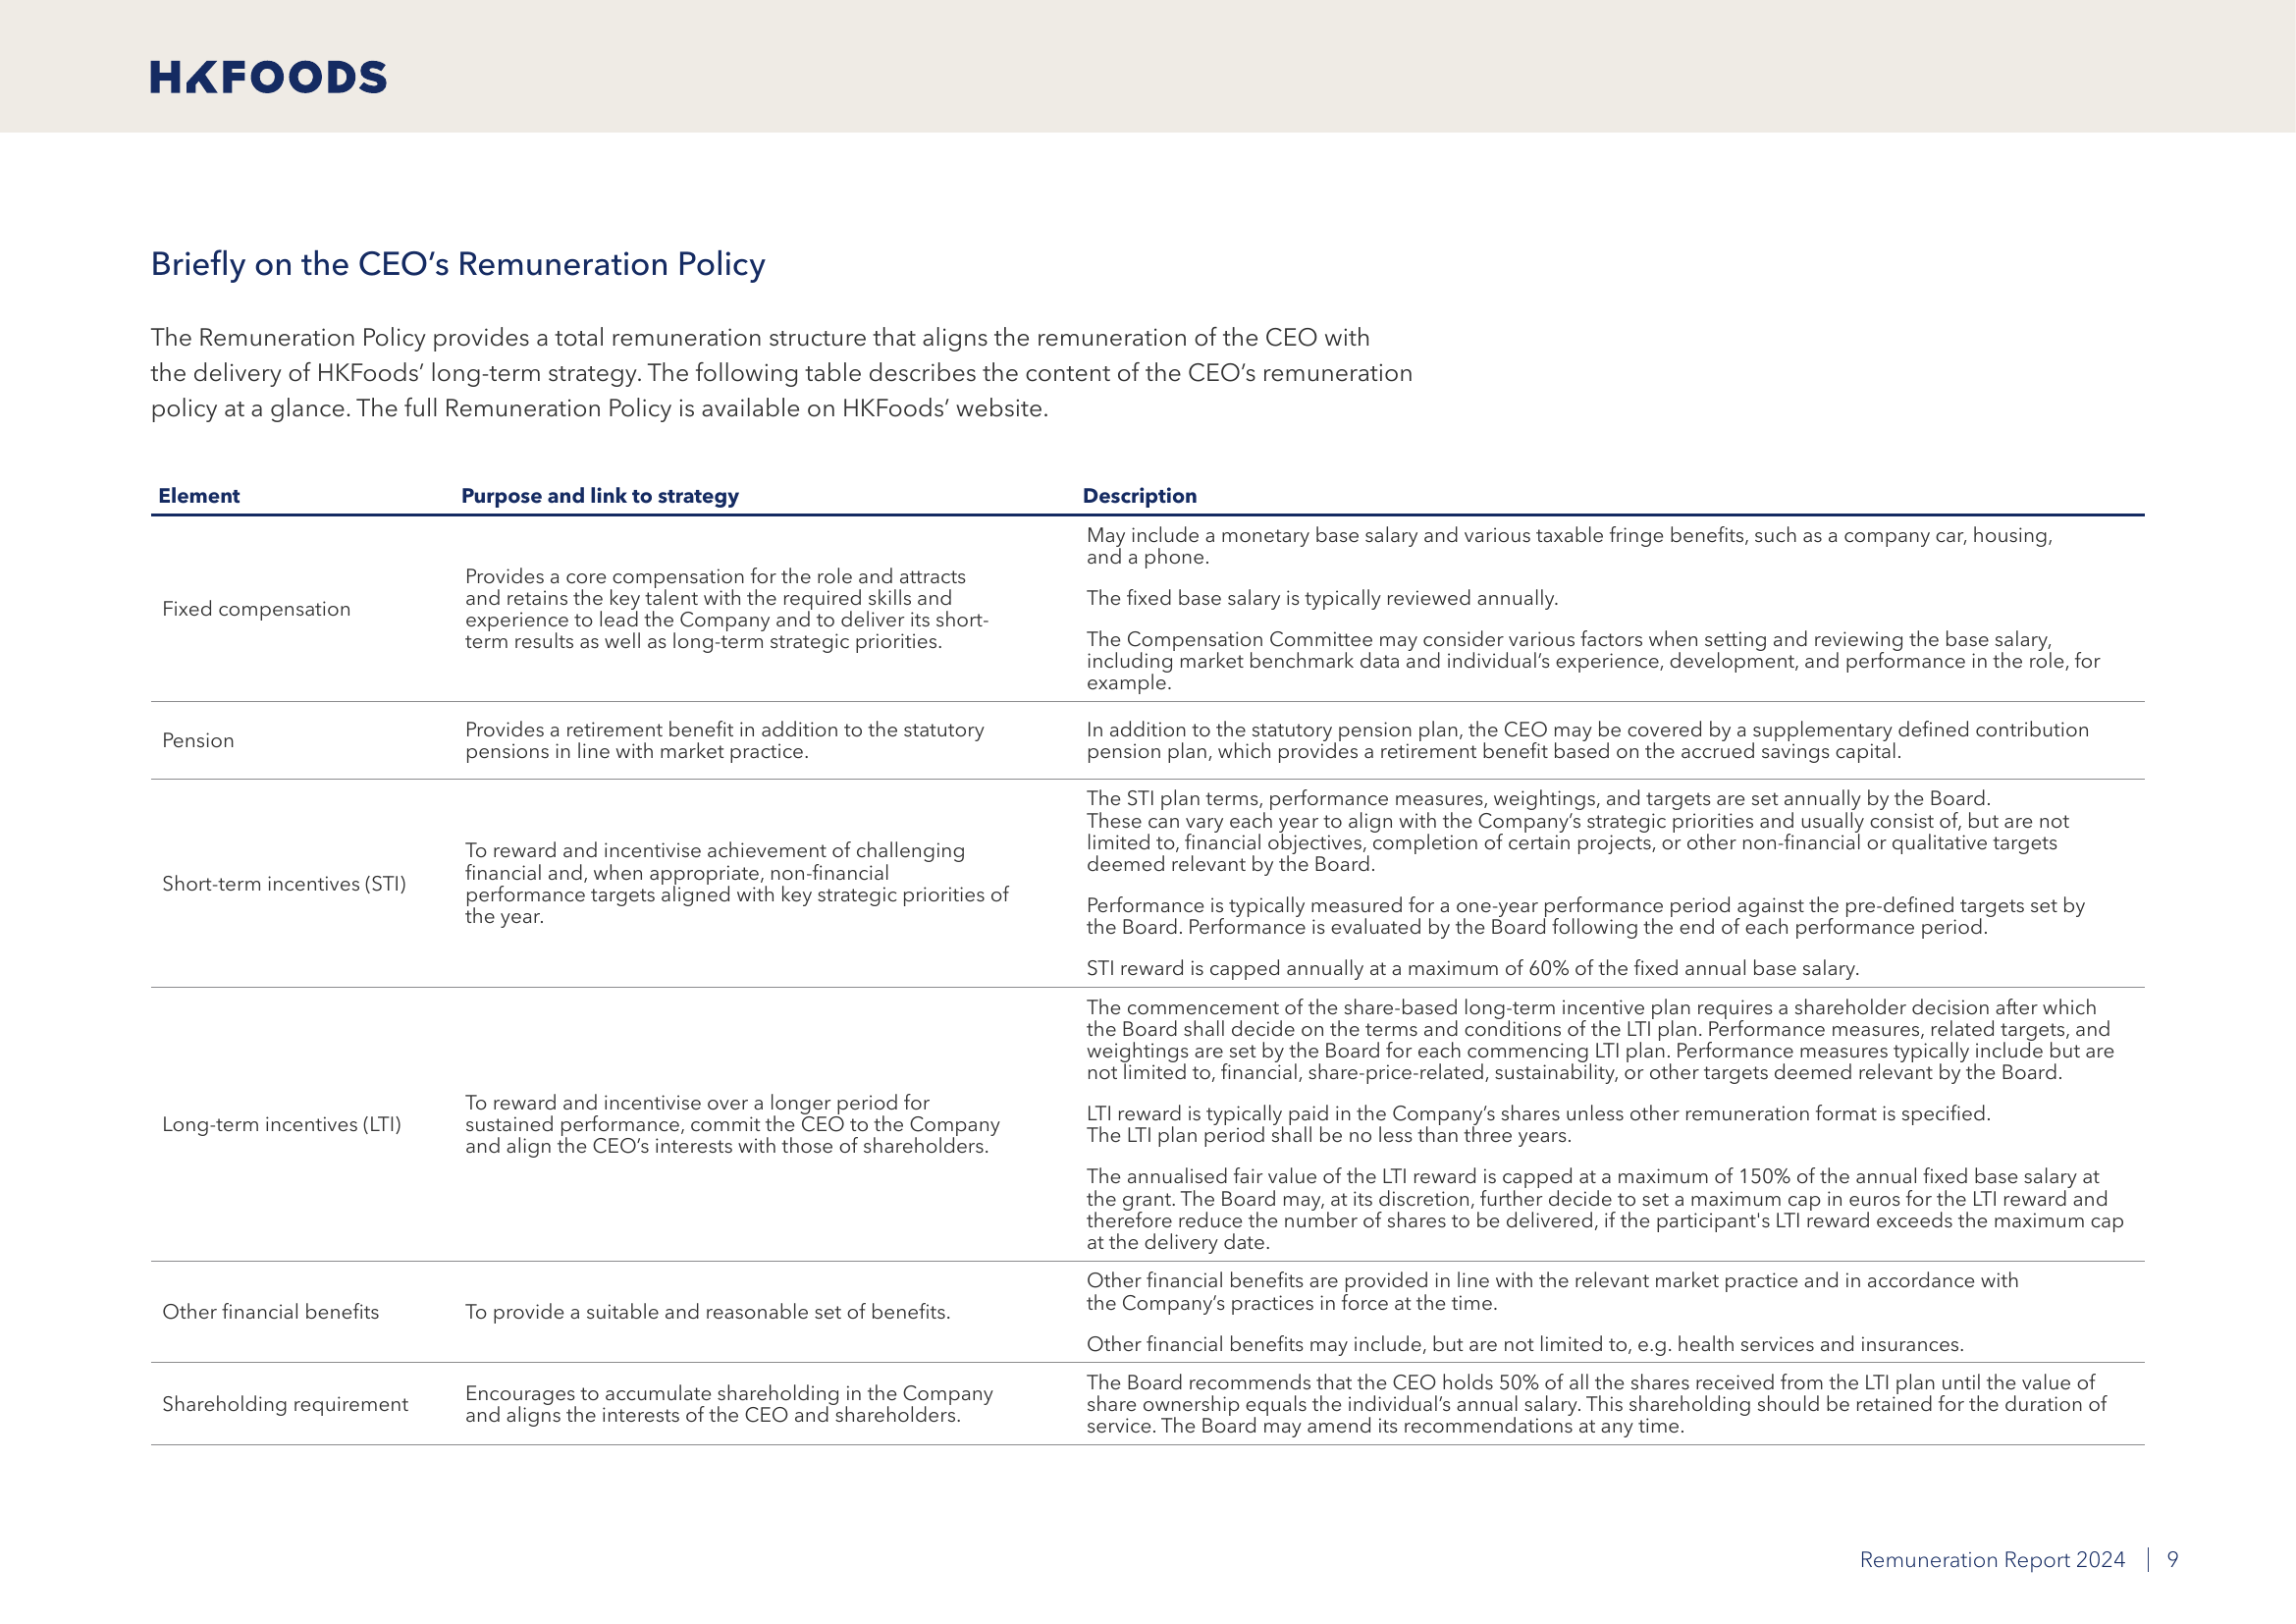 HKFOODS
Briefly on the CEO’s Remuneration Policy
The Remuneration Policy provides a total remuneration structure that aligns the remuneration of the CEO with
the delivery of HKFoods’ long-term strategy. The following table describes the content of the CEO’s remuneration
policy at a glance. The full Remuneration Policy is available on HKFoods’ website.
Element
Purpose and link to strategy
Description
Fixed compensation
Provides a core compensation for the role and attracts
and retains the key talent with the required skills and
experience to lead the Company and to deliver its short-
term results as well as long-term strategic priorities.
May include a monetary base salary and various taxable fringe benefits, such as a company car, housing,
and a phone.
The fixed base salary is typically reviewed annually.
The Compensation Committee may consider various factors when setting and reviewing the base salary,
including market benchmark data and individual’s experience, development, and performance in the role, for
example.
Pension
Provides a retirement benefit in addition to the statutory
pensions in line with market practice.
In addition to the statutory pension plan, the CEO may be covered by a supplementary defined contribution
pension plan, which provides a retirement benefit based on the accrued savings capital.
Short-term incentives (STI)
To reward and incentivise achievement of challenging
financial and, when appropriate, non-financial
performance targets aligned with key strategic priorities of
the year.
The STI plan terms, performance measures, weightings, and targets are set annually by the Board.
These can vary each year to align with the Company’s strategic priorities and usually consist of, but are not
limited to, financial objectives, completion of certain projects, or other non-financial or qualitative targets
deemed relevant by the Board.
Performance is typically measured for a one-year performance period against the pre-defined targets set by
the Board. Performance is evaluated by the Board following the end of each performance period.
STI reward is capped annually at a maximum of 60% of the fixed annual base salary.
Long-term incentives (LTI)
To reward and incentivise over a longer period for
sustained performance, commit the CEO to the Company
and align the CEO’s interests with those of shareholders.
The commencement of the share-based long-term incentive plan requires a shareholder decision after which
the Board shall decide on the terms and conditions of the LTI plan. Performance measures, related targets, and
weightings are set by the Board for each commencing LTI plan. Performance measures typically include but are
not limited to, financial, share-price-related, sustainability, or other targets deemed relevant by the Board.
LTI reward is typically paid in the Company’s shares unless other remuneration format is specified.
The LTI plan period shall be no less than three years.
The annualised fair value of the LTI reward is capped at a maximum of 150% of the annual fixed base salary at
the grant. The Board may, at its discretion, further decide to set a maximum cap in euros for the LTI reward and
therefore reduce the number of shares to be delivered, if the participant's LTI reward exceeds the maximum cap
at the delivery date.
Other financial benefits
To provide a suitable and reasonable set of benefits.
Other financial benefits are provided in line with the relevant market practice and in accordance with
the Company’s practices in force at the time.
Other financial benefits may include, but are not limited to, e.g. health services and insurances.
Shareholding requirement
Encourages to accumulate shareholding in the Company
and aligns the interests of the CEO and shareholders.
The Board recommends that the CEO holds 50% of all the shares received from the LTI plan until the value of
share ownership equals the individual’s annual salary. This shareholding should be retained for the duration of
service. The Board may amend its recommendations at any time.
Remuneration Report 2024 | 9